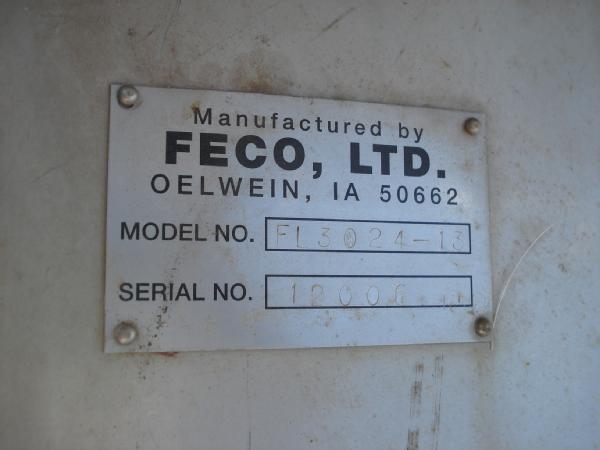 Manufactured by
FECO, LTD.
OELWEIN, IA 50662
MODEL NO. FL3024-13
SERIAL NO.